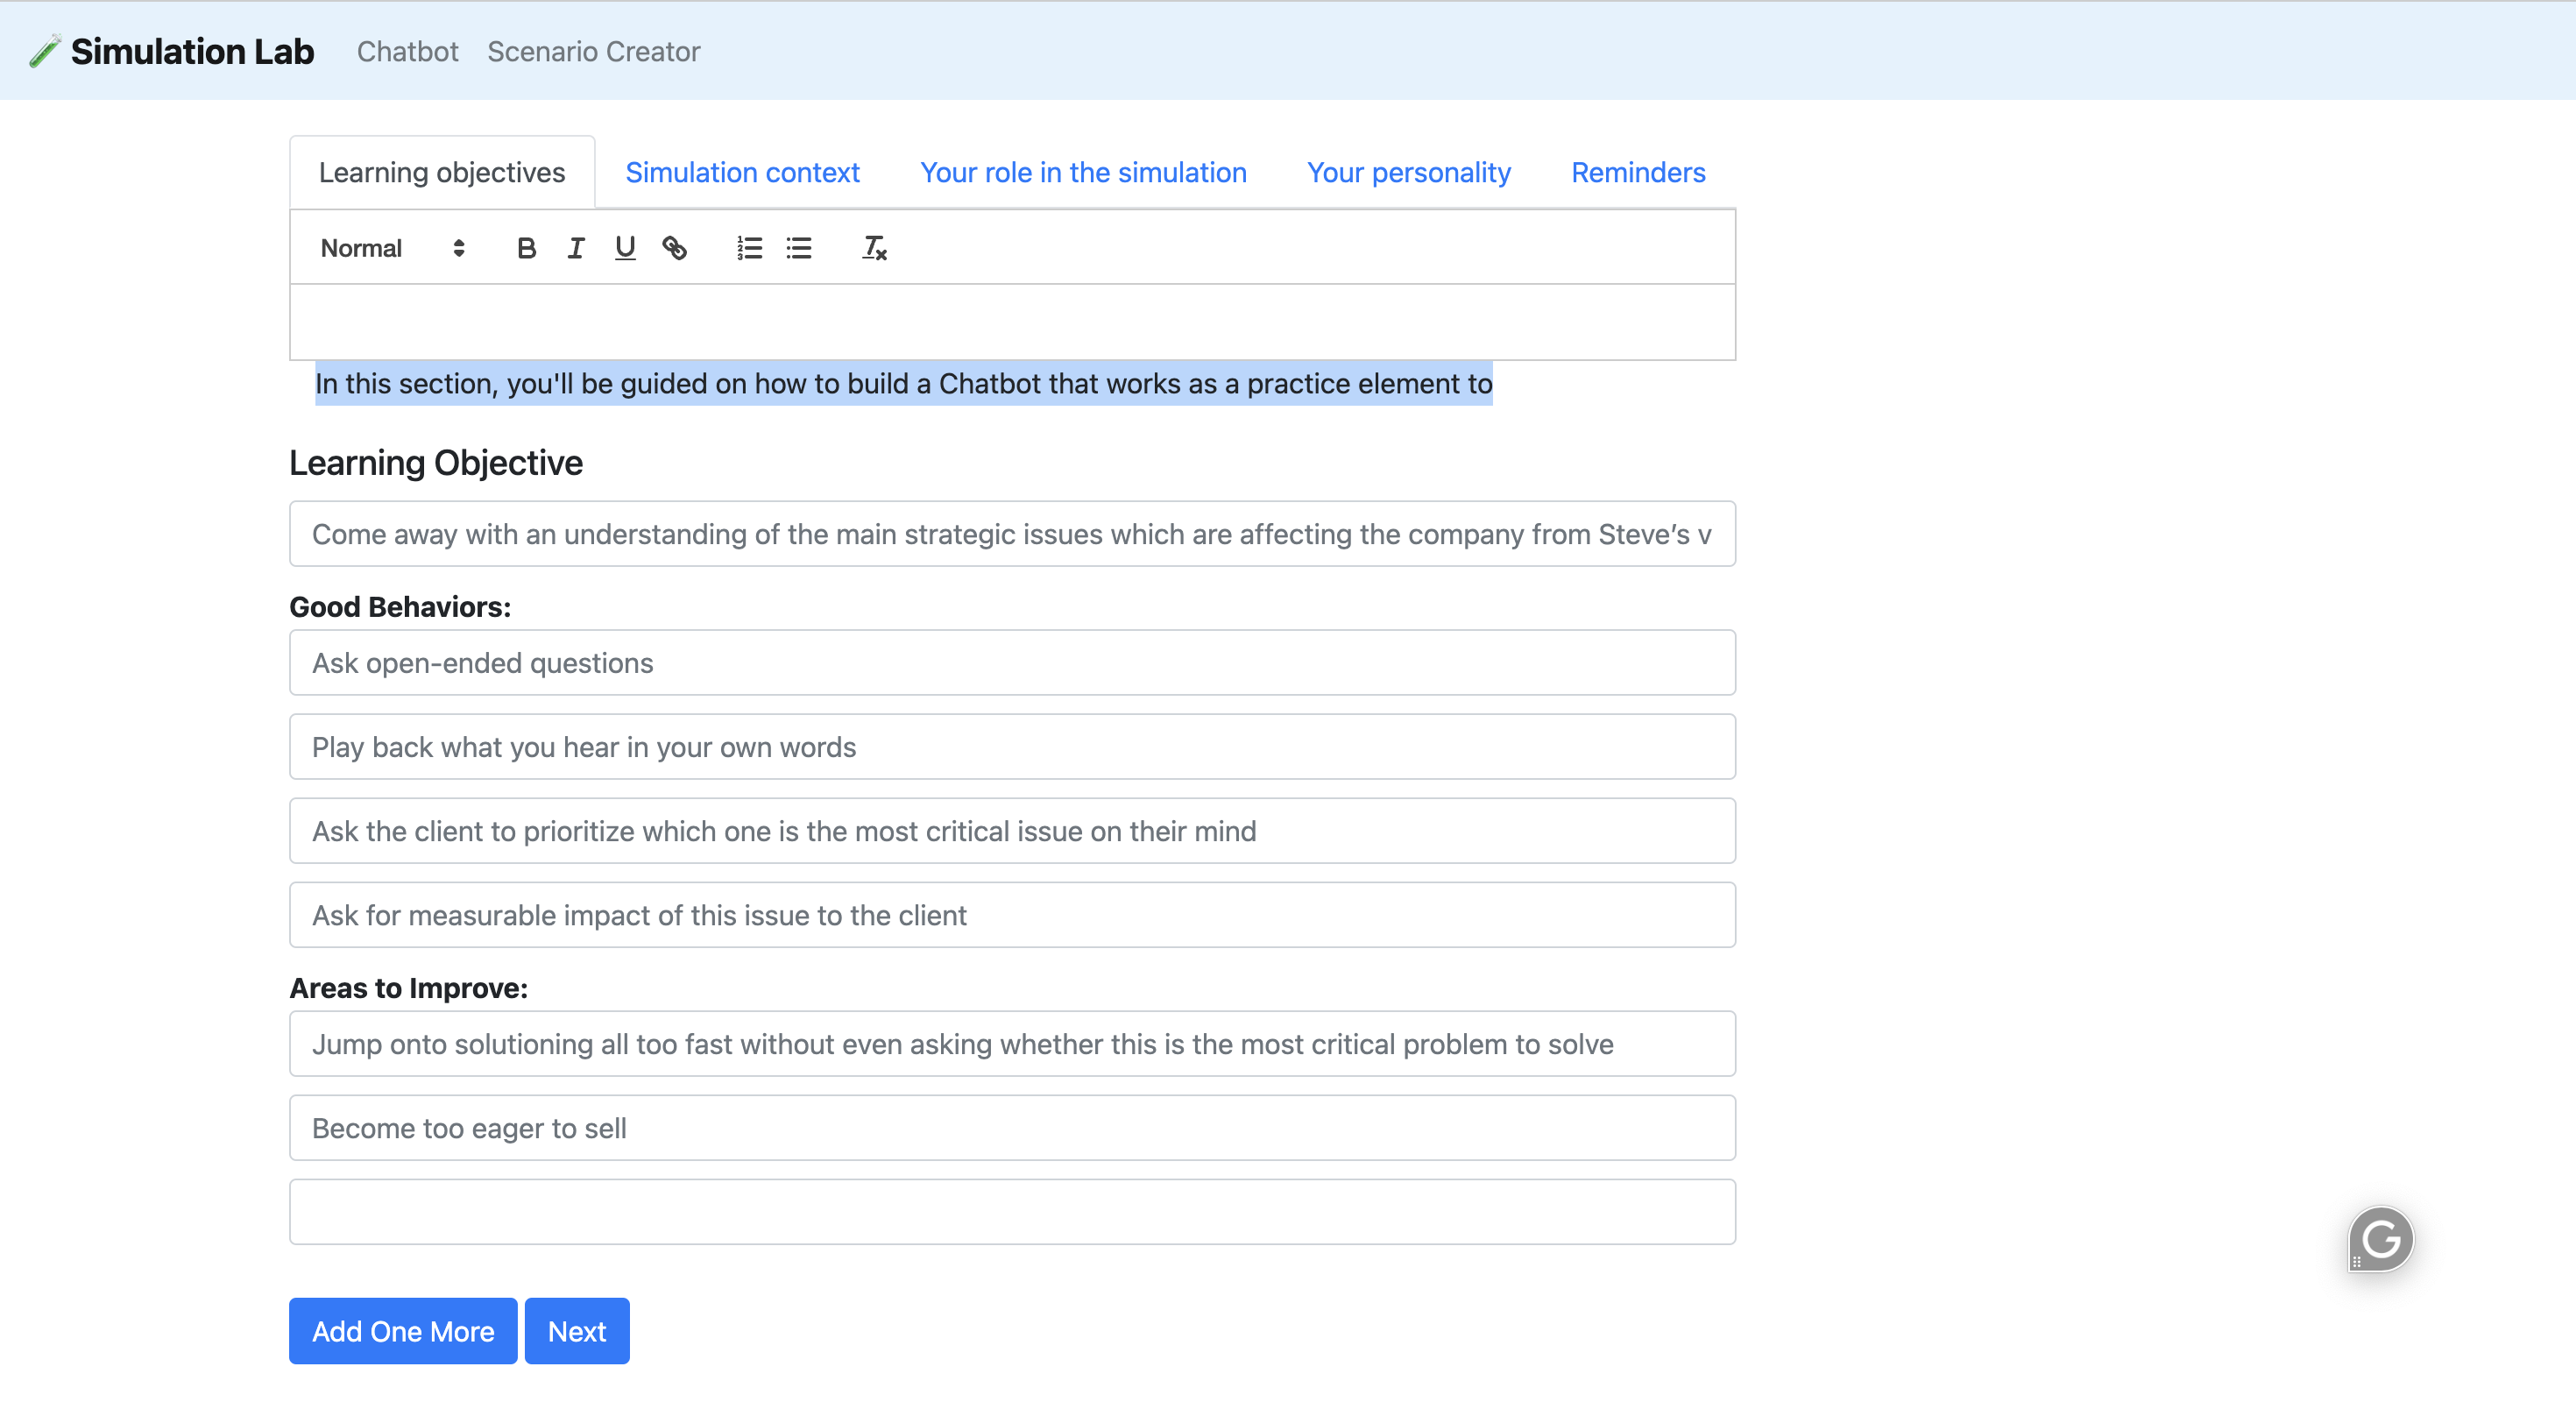 Simulation Lab Chatbot Scenario Creator
Learning objectives Simulation context Your role in the simulation Your personality Reminders
Normal B I U
In this section, you'll be guided on how to build a Chatbot that works as a practice element to
Learning Objective
Come away with an understanding of the main strategic issues which are affecting the company from Steve’s v
Good Behaviors:
Ask open-ended questions
Play back what you hear in your own words
Ask the client to prioritize which one is the most critical issue on their mind
Ask for measurable impact of this issue to the client
Areas to Improve:
Jump onto solutioning all too fast without even asking whether this is the most critical problem to solve
Become too eager to sell
Add One More Next